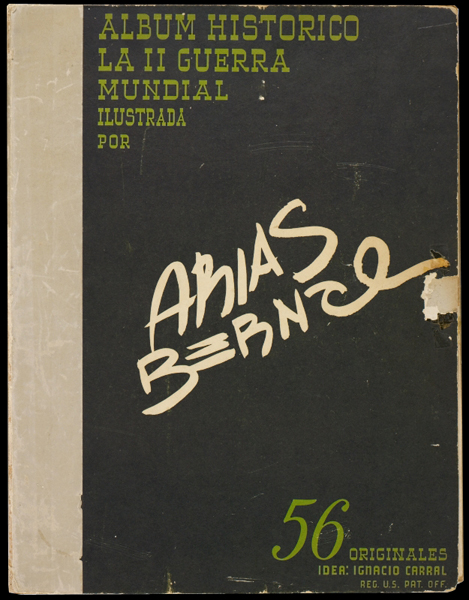 ALBUM HISTORICO
LA II GUERRA
MUNDIAL
ILUSTRADA
POR
ARIAS
BERNAL
56 ORIGINALES
IDEA: IGNACIO CARRAL
REG. U.S. PAT. OFF.